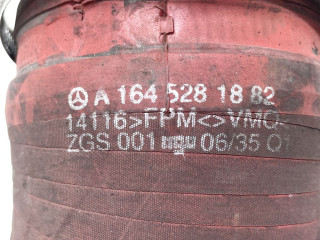 A 164 528 18 82
14116>FPM<>VMQ<
ZGS 001 06/35 01